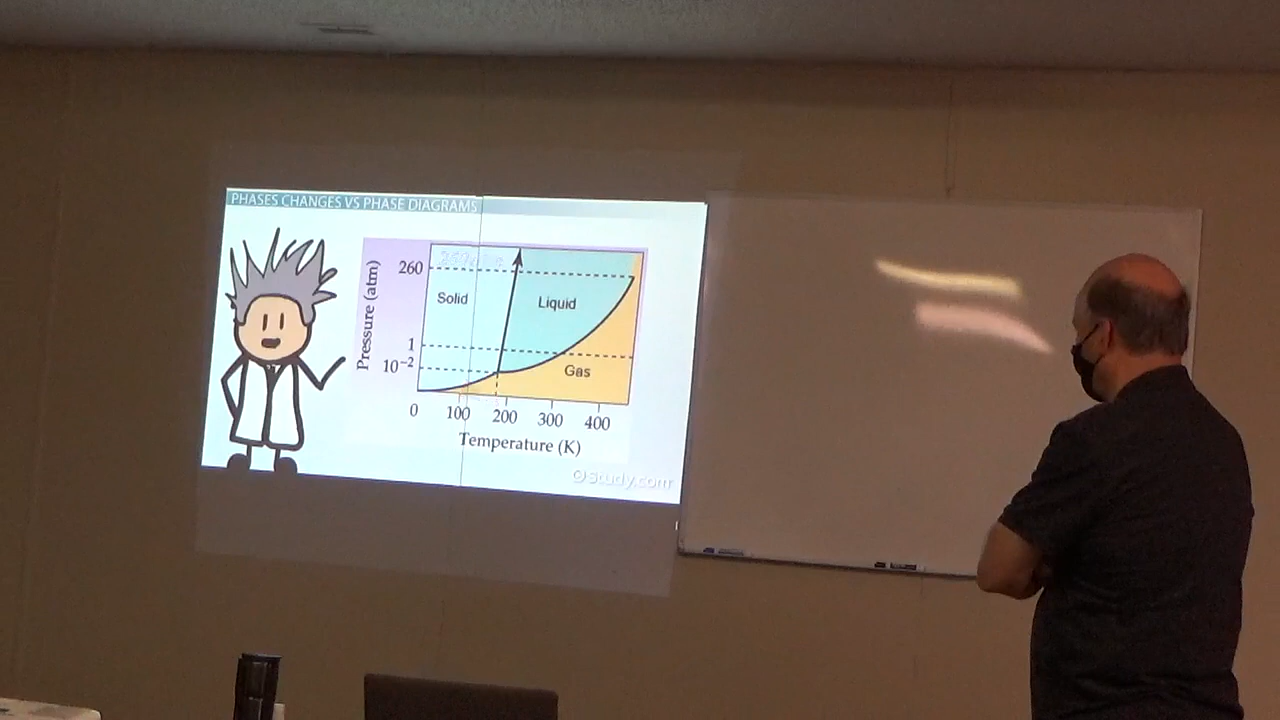 PHASES CHANGES VS PHASE DIAGRAMS
Pressure (atm)
260
1
10⁻²
Solid
Liquid
Gas
0 100 200 300 400
Temperature (K)
Study.com